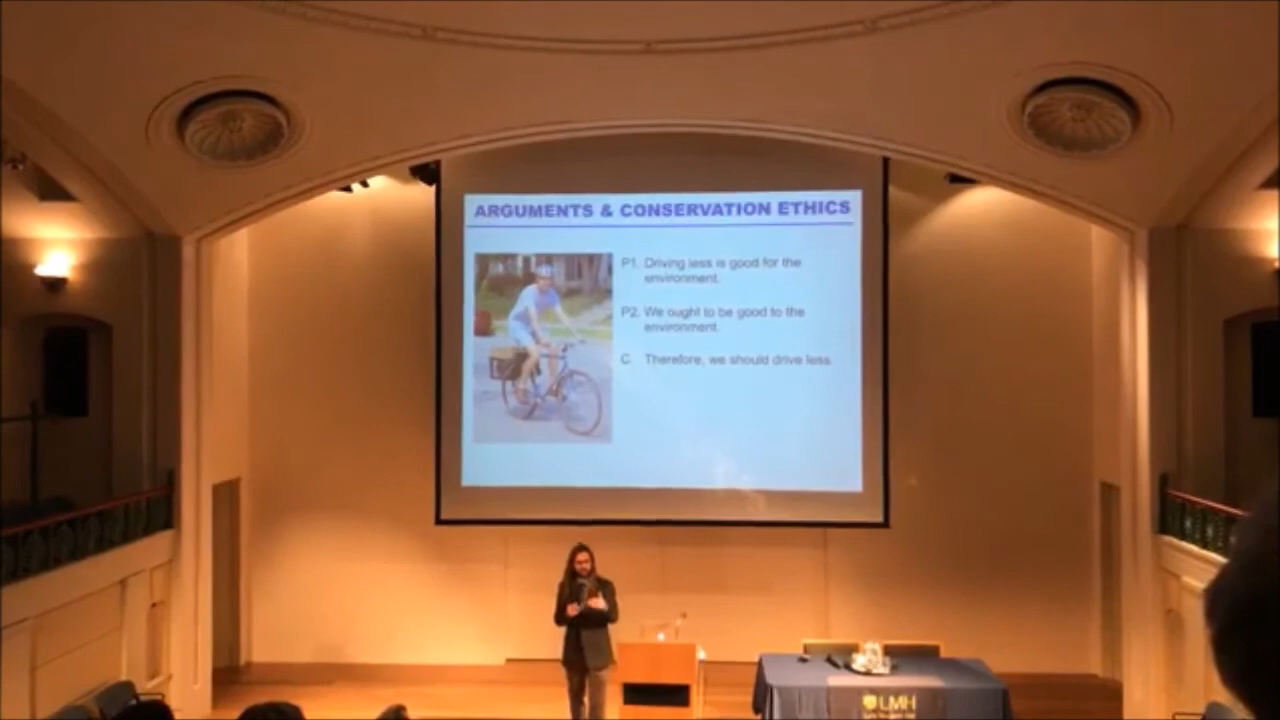 ARGUMENTS & CONSERVATION ETHICS
P1. Driving less is good for the
environment.
P2. We ought to be good to the
environment.
C. Therefore, we should drive less.
LMH